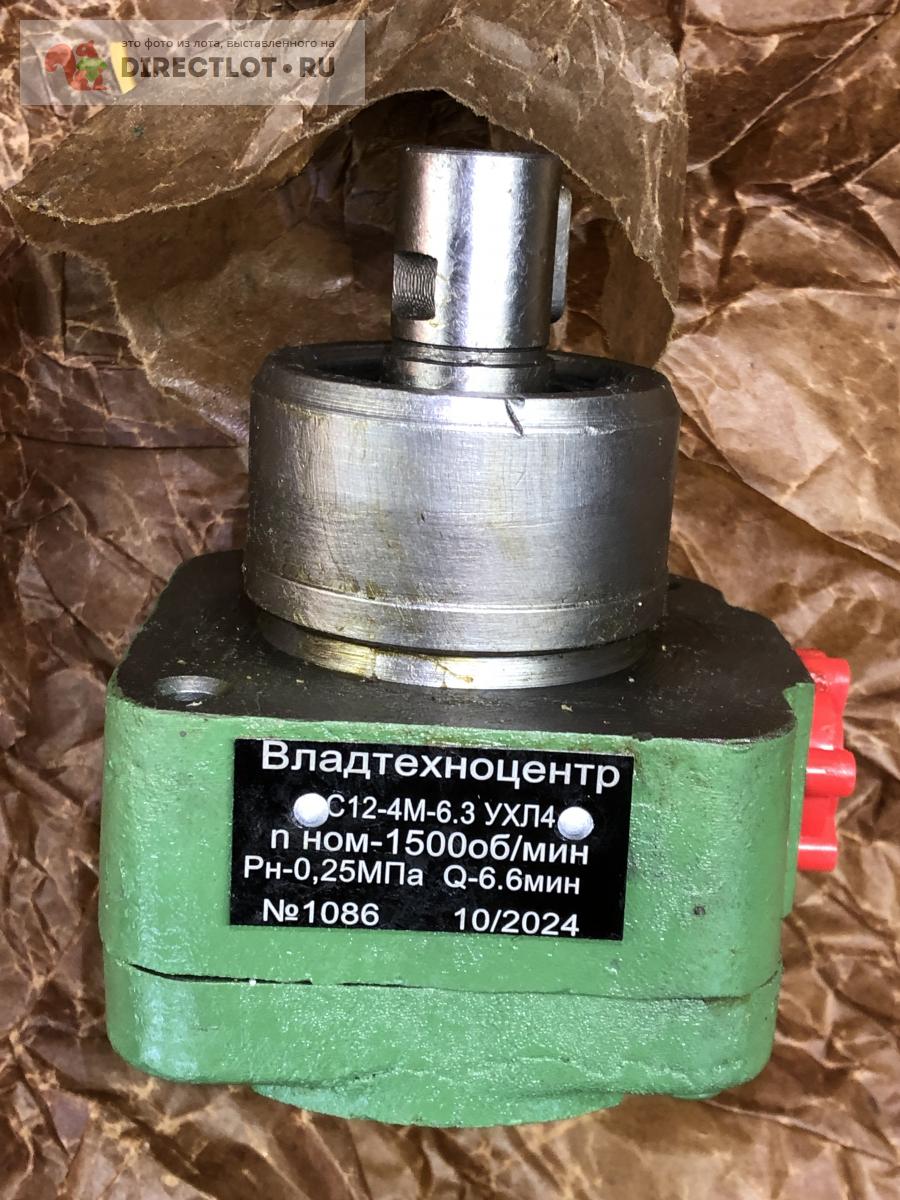 это фото из лота, выставленного на
DIRECTLOT.RU
Владтехноцентр
С12-4М-6.3 УХЛ4
n ном-1500об/мин
Рн-0,25МПа Q-6.6мин
№1086 10/2024